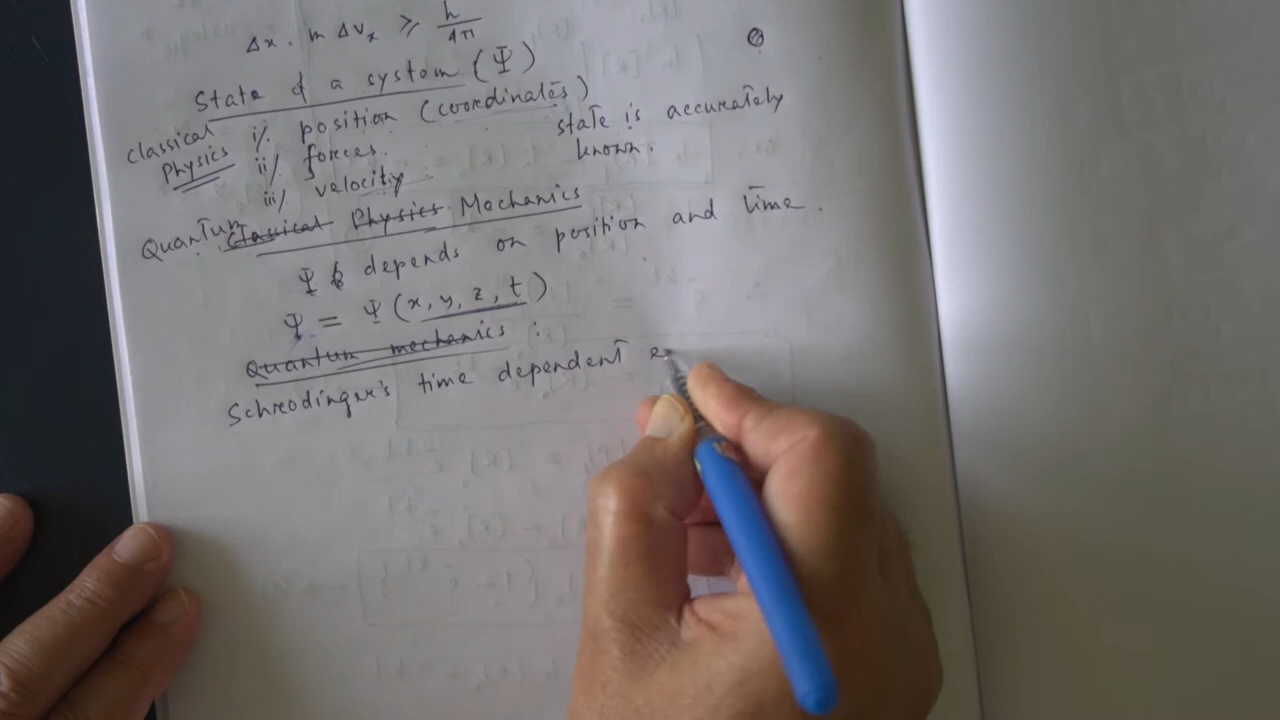 Δx . m Δvₓ ⩾ h/4π
State of a system (Ψ)
Classical Physics i/. position (coordinates)
ii/ forces.
iii/ velocity.
state is accurately
known.
Quantum Classical Physics Mechanics
Ψ depends on position and time.
Ψ = Ψ (x, y, z, t)
Quantum mechanics :
Schrodinger's time dependent e